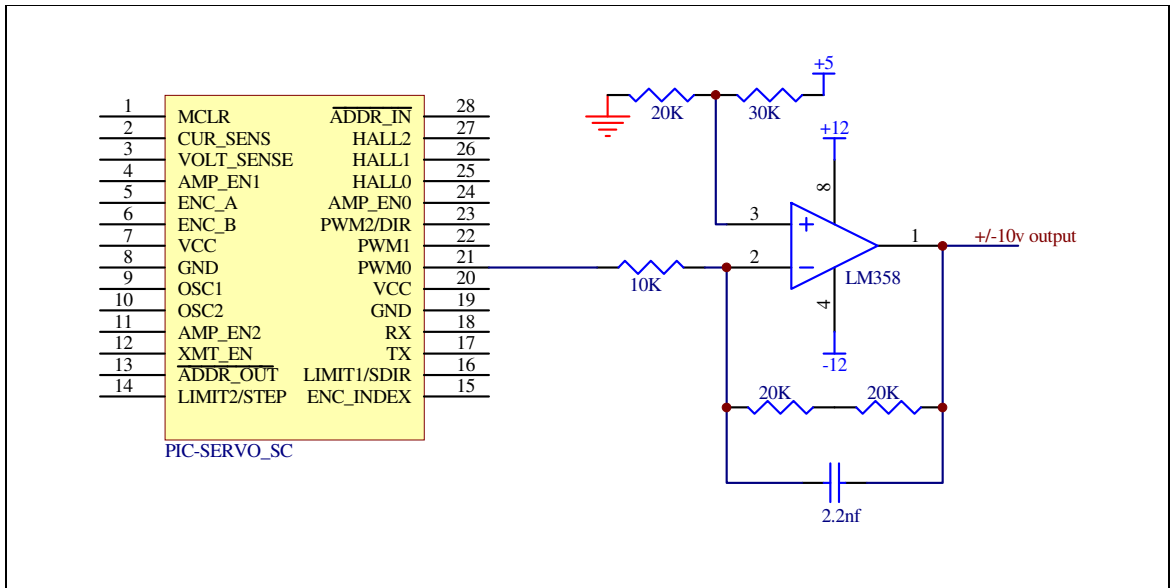 1 MCLR
2 CUR_SENS
3 VOLT_SENSE
4 AMP_EN1
5 ENC_A
6 ENC_B
7 VCC
8 GND
9 OSC1
10 OSC2
11 AMP_EN2
12 XMT_EN
13 ADDR_OUT
14 LIMIT2/STEP
ADDR_IN 28
HALL2 27
HALL1 26
HALL0 25
AMP_EN0 24
PWM2/DIR 23
PWM1 22
PWM0 21
VCC 20
GND 19
RX 18
TX 17
LIMIT1/SDIR 16
ENC_INDEX 15
PIC-SERVO_SC
+5
20K
30K
+12
8
3
+
2
−
1
+/-10v output
10K
LM358
4
-12
20K
20K
2.2nf